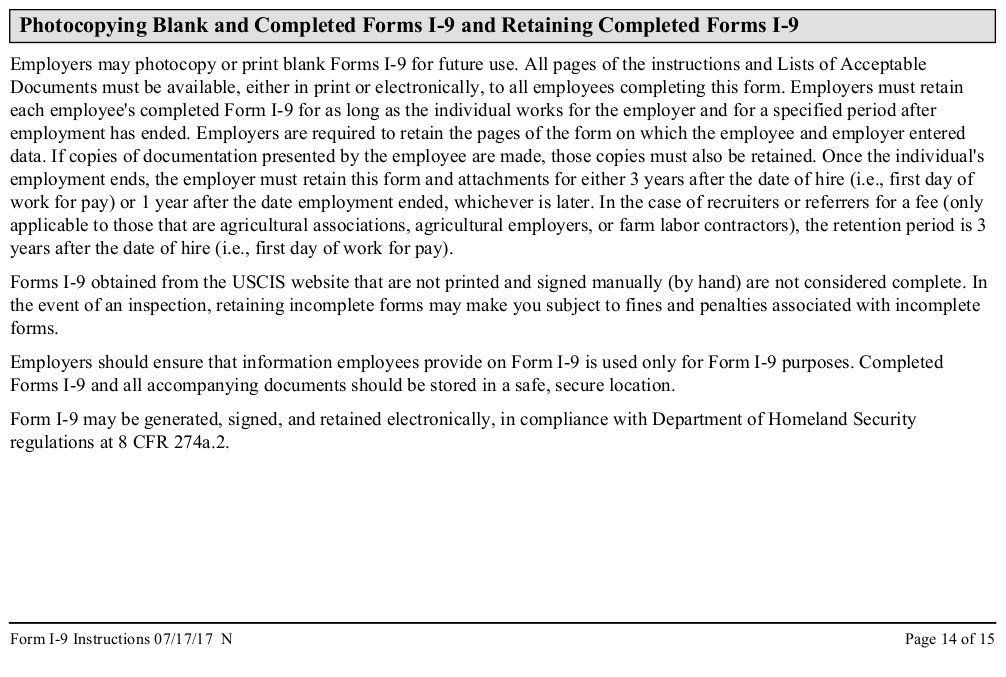 Photocopying Blank and Completed Forms I-9 and Retaining Completed Forms I-9
Employers may photocopy or print blank Forms I-9 for future use. All pages of the instructions and Lists of Acceptable
Documents must be available, either in print or electronically, to all employees completing this form. Employers must retain
each employee's completed Form I-9 for as long as the individual works for the employer and for a specified period after
employment has ended. Employers are required to retain the pages of the form on which the employee and employer entered
data. If copies of documentation presented by the employee are made, those copies must also be retained. Once the individual's
employment ends, the employer must retain this form and attachments for either 3 years after the date of hire (i.e., first day of
work for pay) or 1 year after the date employment ended, whichever is later. In the case of recruiters or referrers for a fee (only
applicable to those that are agricultural associations, agricultural employers, or farm labor contractors), the retention period is 3
years after the date of hire (i.e., first day of work for pay).
Forms I-9 obtained from the USCIS website that are not printed and signed manually (by hand) are not considered complete. In
the event of an inspection, retaining incomplete forms may make you subject to fines and penalties associated with incomplete
forms.
Employers should ensure that information employees provide on Form I-9 is used only for Form I-9 purposes. Completed
Forms I-9 and all accompanying documents should be stored in a safe, secure location.
Form I-9 may be generated, signed, and retained electronically, in compliance with Department of Homeland Security
regulations at 8 CFR 274a.2.
Form I-9 Instructions 07/17/17 N
Page 14 of 15